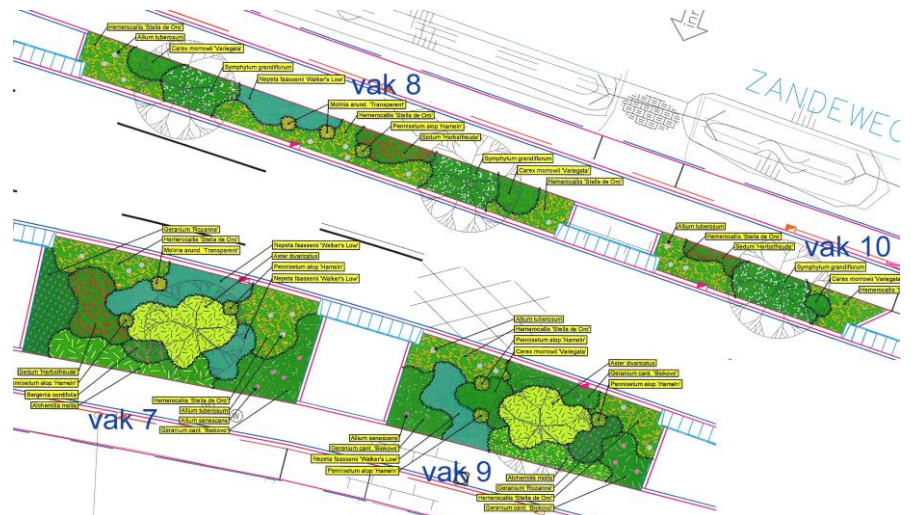 Hemerocallis 'Stella de Oro'
Allium tuberosum
Carex morrowii 'Variegata'
Symphytum grandiflorum
Nepeta faassenii 'Walker's Low'
vak 8
Molinia arund. 'Transparent'
Hemerocallis 'Stella de Oro'
Pennisetum alop 'Hameln'
Sedum 'Herbstfreude'
Symphytum grandiflorum
Carex morrowii 'Variegata'
Hemerocallis 'Stella de Oro'
ZANDEWEG
Allium tuberosum
Hemerocallis 'Stella de Oro'
Sedum 'Herbstfreude'
vak 10
Symphytum grandiflorum
Carex morrowii 'Variegata'
Geranium 'Rozanne'
Hemerocallis 'Stella de Oro'
Molinia arund. 'Transparent'
Nepeta faassenii 'Walker's Low'
Aster divaricatus
Pennisetum alop 'Hameln'
Nepeta faassenii 'Walker's Low'
Sedum 'Herbstfreude'
Pennisetum alop 'Hameln'
Bergenia cordifolia
Alchemilla mollis
vak 7
Hemerocallis 'Stella de Oro'
Allium tuberosum
Allium senescens
Geranium cant. 'Biokovo'
Allium tuberosum
Hemerocallis 'Stella de Oro'
Pennisetum alop 'Hameln'
Carex morrowii 'Variegata'
Aster divaricatus
Geranium cant. 'Biokovo'
Pennisetum alop 'Hameln'
Allium senescens
Geranium cant. 'Biokovo'
Nepeta faassenii 'Walker's Low'
Pennisetum alop 'Hameln'
vak 9
Alchemilla mollis
Geranium 'Rozanne'
Hemerocallis 'Stella de Oro'
Geranium cant. 'Biokovo'